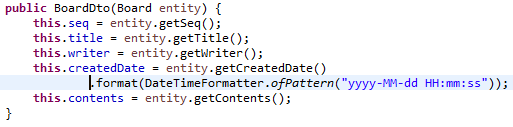 public BoardDto(Board entity) {
    this.seq = entity.getSeq();
    this.title = entity.getTitle();
    this.writer = entity.getWriter();
    this.createdDate = entity.getCreatedDate()
            .format(DateTimeFormatter.ofPattern("yyyy-MM-dd HH:mm:ss"));
    this.contents = entity.getContents();
}